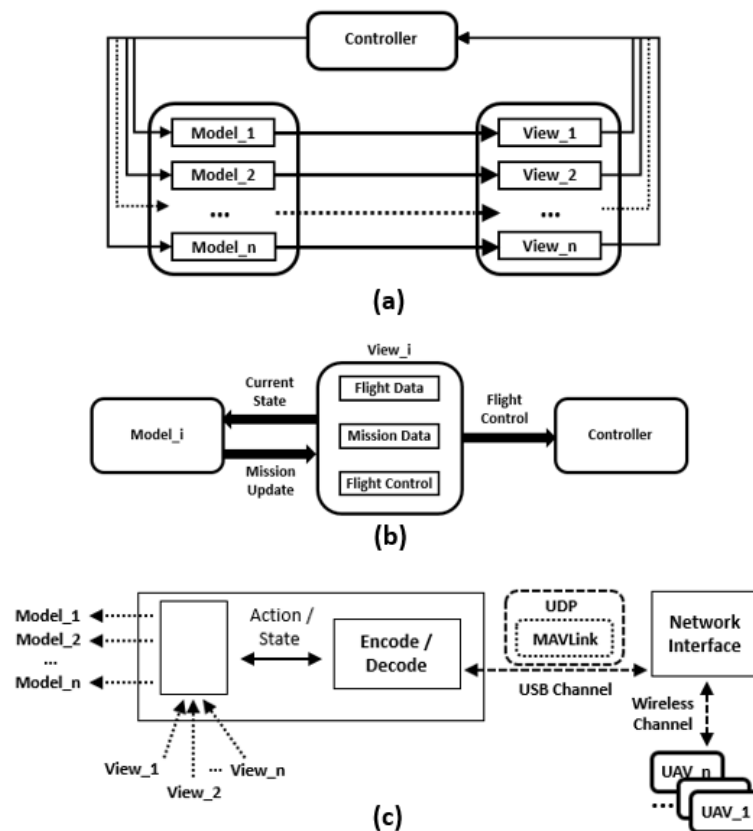 Controller
Model_1
View_1
Model_2
View_2
...
...
Model_n
View_n
(a)
View_i
Current
State
Flight Data
Flight
Control
Model_i
Mission Data
Controller
Mission
Update
Flight Control
(b)
Model_1
Model_2
...
Model_n
Action /
State
Encode /
Decode
UDP
MAVLink
USB Channel
Network
Interface
Wireless
Channel
View_1
View_2
... View_n
UAV_n
...
UAV_1
(c)